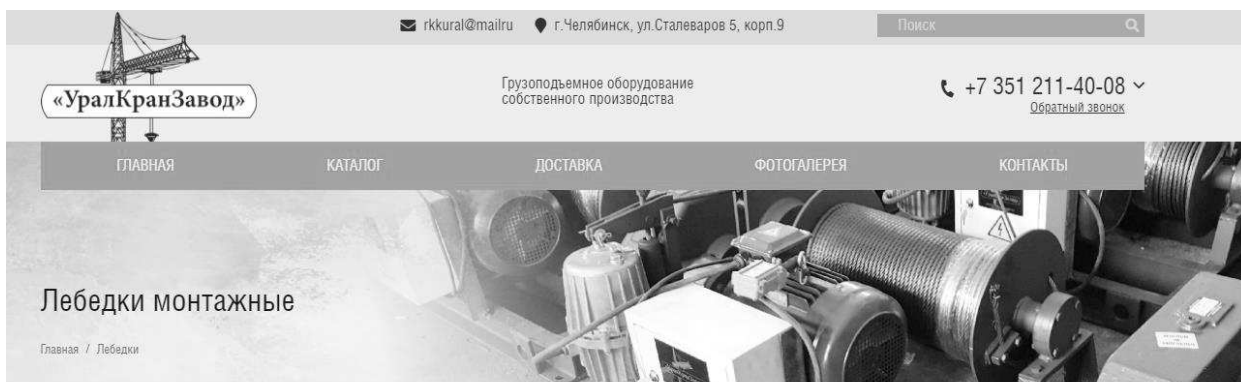 rkkural@mailru
г.Челябинск, ул.Сталеваров 5, корп.9
Поиск
«УралКранЗавод»
Грузоподъемное оборудование
собственного производства
+7 351 211-40-08
Обратный звонок
ГЛАВНАЯ
КАТАЛОГ
ДОСТАВКА
ФОТОГАЛЕРЕЯ
КОНТАКТЫ
Лебедки монтажные
Главная / Лебедки